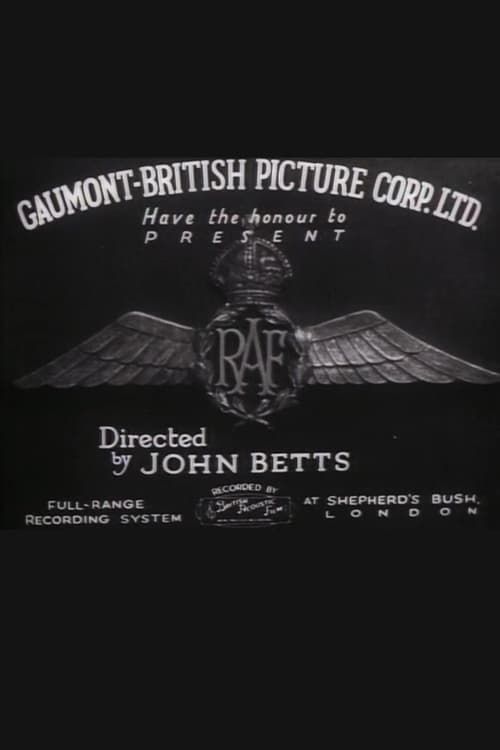 GAUMONT-BRITISH PICTURE CORP. LTD.
Have the honour to
PRESENT
RAF
Directed
by JOHN BETTS
FULL-RANGE
RECORDING SYSTEM
RECORDED BY
British
Acoustic
Film
AT SHEPHERD'S BUSH,
LONDON